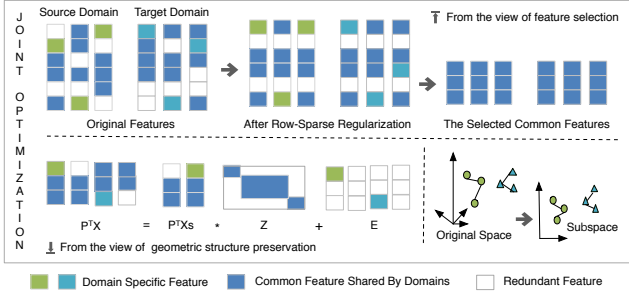 JOINT OPTIMIZATION
Source Domain
Target Domain
From the view of feature selection
Original Features
After Row-Sparse Regularization
The Selected Common Features
PᵀX = PᵀXs * Z + E
Original Space
Subspace
From the view of geometric structure preservation
Domain Specific Feature
Common Feature Shared By Domains
Redundant Feature